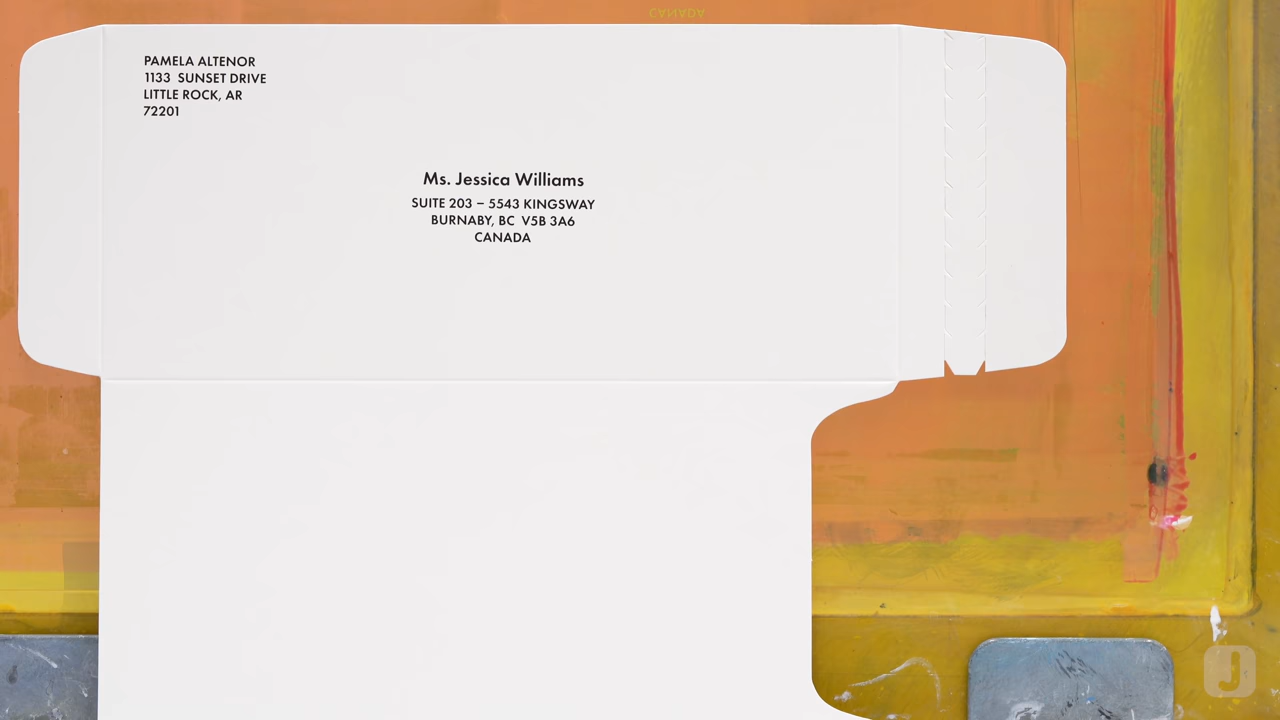 CANADA
PAMELA ALTENOR
1133 SUNSET DRIVE
LITTLE ROCK, AR
72201
Ms. Jessica Williams
SUITE 203 – 5543 KINGSWAY
BURNABY, BC V5B 3A6
CANADA
J